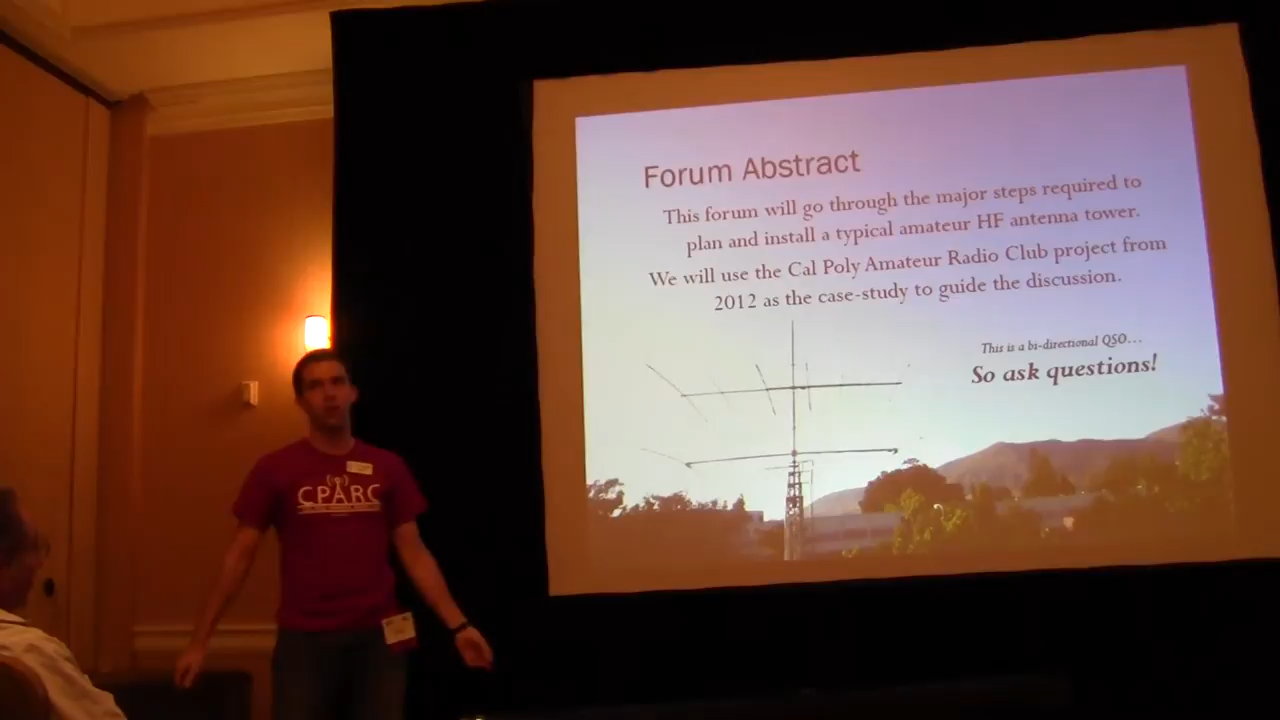 Forum Abstract
This forum will go through the major steps required to
plan and install a typical amateur HF antenna tower.
We will use the Cal Poly Amateur Radio Club project from
2012 as the case-study to guide the discussion.
This is a bi-directional QSO...
So ask questions!
CPARC